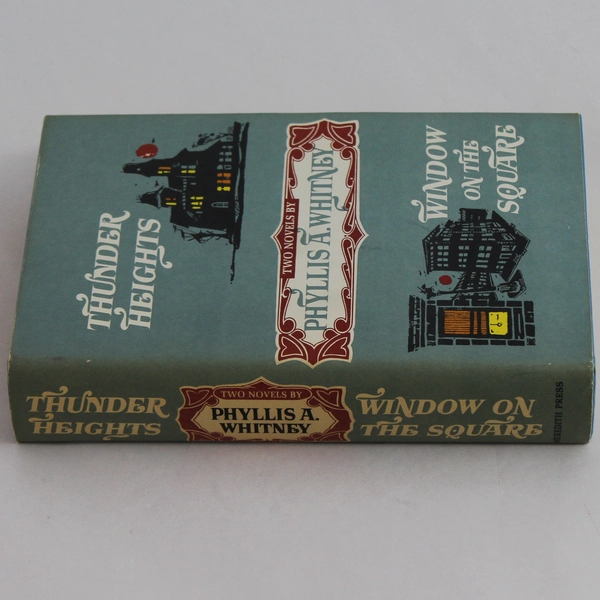 THUNDER
HEIGHTS
TWO NOVELS BY
PHYLLIS A. WHITNEY
WINDOW
ON THE
SQUARE
THUNDER
HEIGHTS
TWO NOVELS BY
PHYLLIS A.
WHITNEY
WINDOW ON
THE SQUARE
MEREDITH PRESS